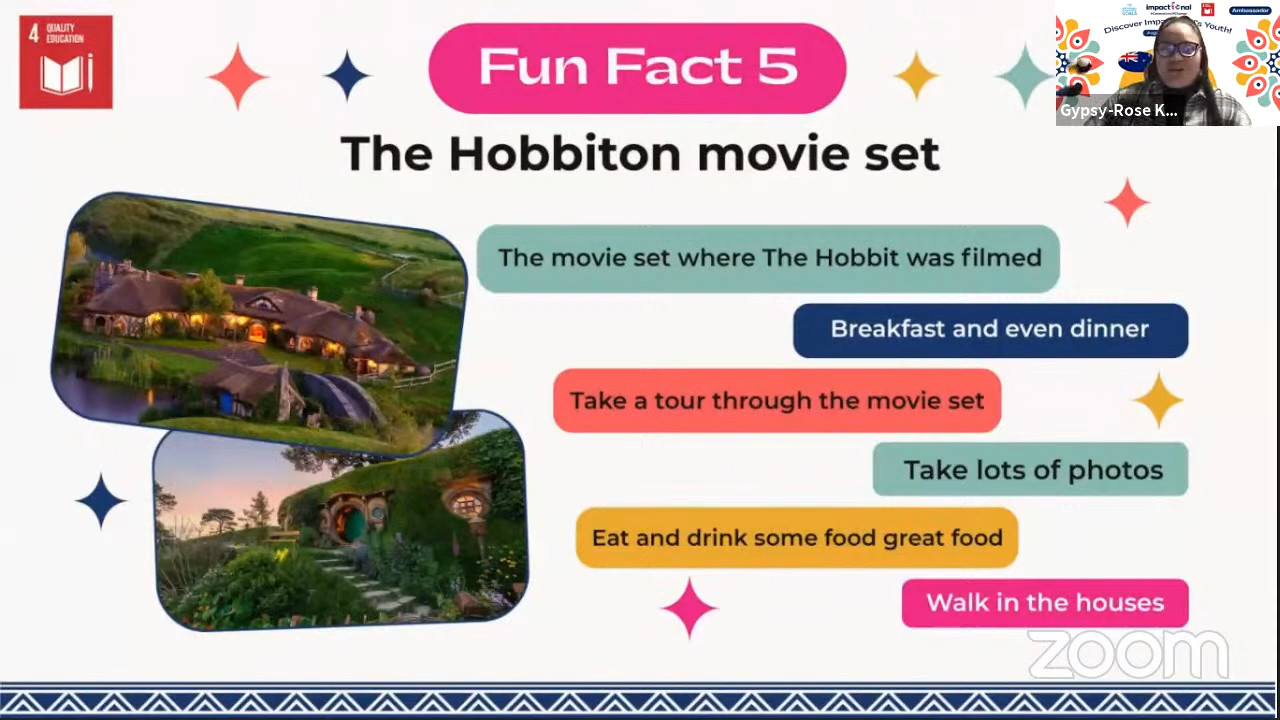 4 QUALITY
EDUCATION
Fun Fact 5
impactional
Ambassador
Gypsy-Rose K...
The Hobbiton movie set
The movie set where The Hobbit was filmed
Breakfast and even dinner
Take a tour through the movie set
Take lots of photos
Eat and drink some food great food
Walk in the houses
zoom